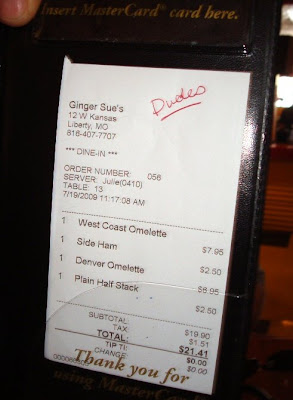 Insert MasterCard® card here.
Dudes
Ginger Sue's
12 W Kansas
Liberty, MO
816-407-7707
*** DINE-IN ***
ORDER NUMBER: 056
SERVER: Julie(0410)
TABLE: 13
7/19/2009 11:17:08 AM
1 West Coast Omelette $7.95
1 Side Ham $2.50
1 Denver Omelette $6.95
1 Plain Half Stack $2.50
SUBTOTAL: $19.90
TAX: $1.51
TOTAL: $21.41
TIP TL: $0.00
CHANGE: $0.00
Thank you for
using MasterCard